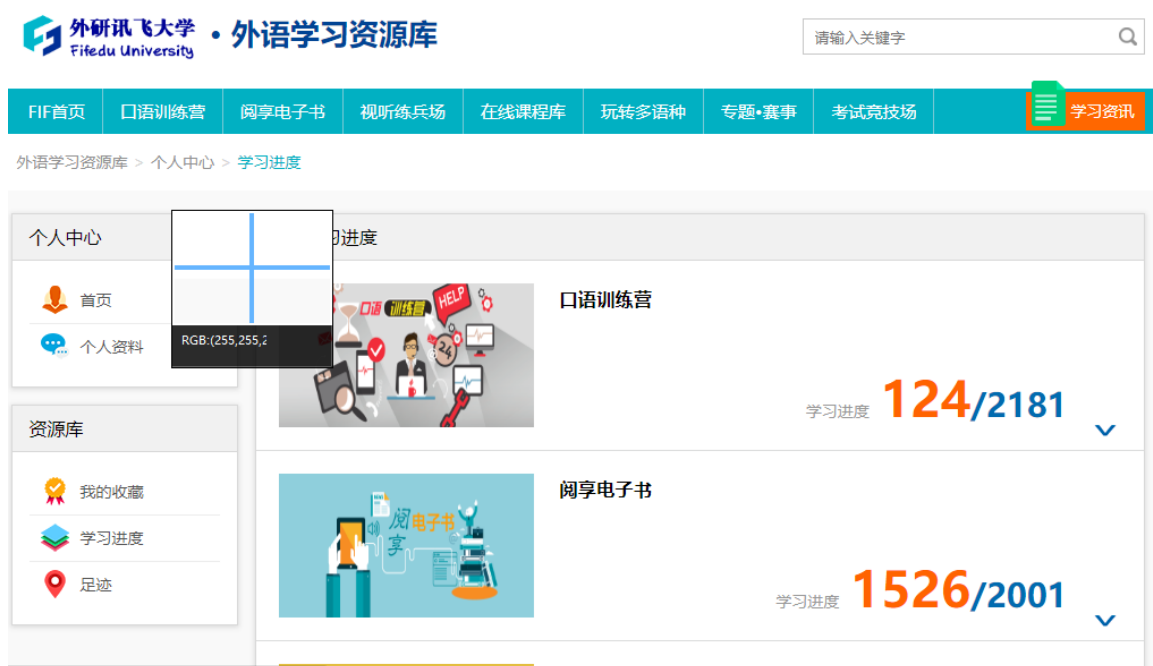 外研讯飞大学
Fifedu University
•外语学习资源库
请输入关键字
FIF首页 口语训练营 阅享电子书 视听练兵场 在线课程库 玩转多语种 专题•赛事 考试竞技场 学习资讯
外语学习资源库 > 个人中心 > 学习进度
个人中心
习进度
首页
个人资料
RGB:(255,255,2
口语 训练营 HELP
24
口语训练营
学习进度 124/2181
资源库
我的收藏
学习进度
足迹
阅享 电子书
阅享电子书
学习进度 1526/2001